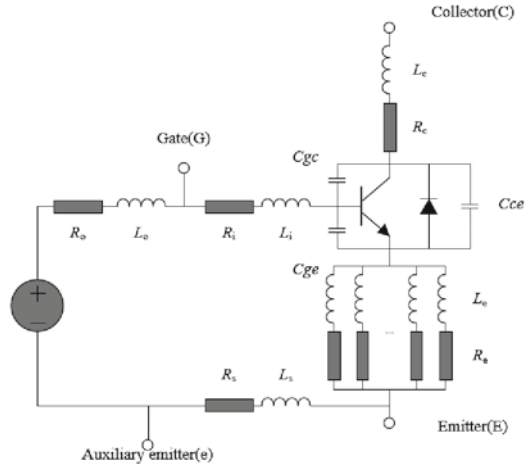 Collector(C)
Lc
Rc
Gate(G)
Cgc
Cce
Ro
Lo
Ri
Li
Cge
Le
...
Re
+
−
Rs
Ls
Auxiliary emitter(e)
Emitter(E)